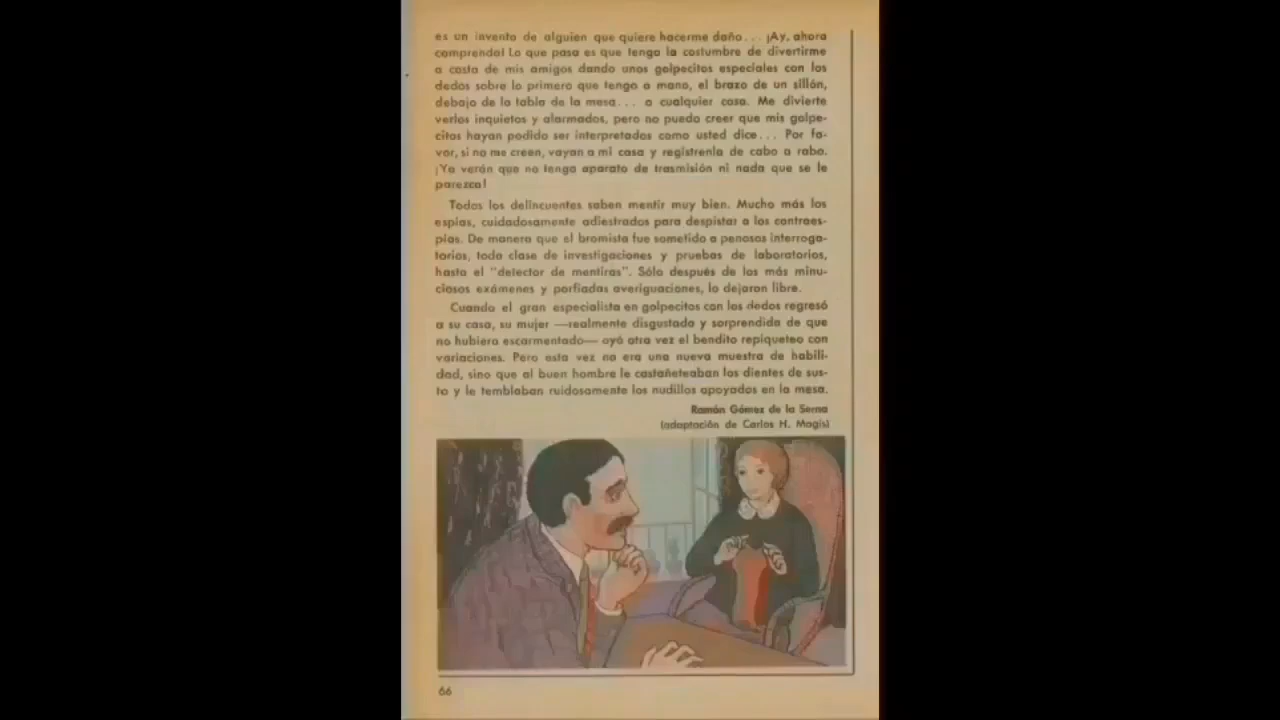 es un invento de alguien que quiere hacerme daño... ¡Ay, ahora
comprendo! Lo que pasa es que tengo la costumbre de divertirme
a costa de mis amigos dando unos golpecitos especiales con los
dedos sobre lo primero que tengo a mano, el brazo de un sillón,
debajo de la tabla de la mesa... o cualquier cosa. Me divierte
verlos inquietos y alarmados, pero no puedo creer que mis golpe-
citos hayan podido ser interpretados como usted dice... Por fa-
vor, si no me creen, vayan a mi casa y regístrenla de cabo a rabo.
¡Ya verán que no tengo aparato de trasmisión ni nada que se le
parezca!
Todos los delincuentes saben mentir muy bien. Mucho más los
espías, cuidadosamente adiestrados para despistar a los contraes-
pías. De manera que el bromista fue sometido a penosos interroga-
torios, toda clase de investigaciones y pruebas de laboratorios,
hasta el "detector de mentiras". Sólo después de los más minu-
ciosos exámenes y porfiadas averiguaciones, lo dejaron libre.
Cuando el gran especialista en golpecitos con los dedos regresó
a su casa, su mujer —realmente disgustada y sorprendida de que
no hubiera escarmentado— oyó otra vez el bendito repiqueteo con
variaciones. Pero esta vez no era una nueva muestra de habili-
dad, sino que al buen hombre le castañeteaban los dientes de sus-
to y le temblaban ruidosamente los nudillos apoyados en la mesa.
Ramón Gómez de la Serna
(adaptación de Carlos H. Magis)
66